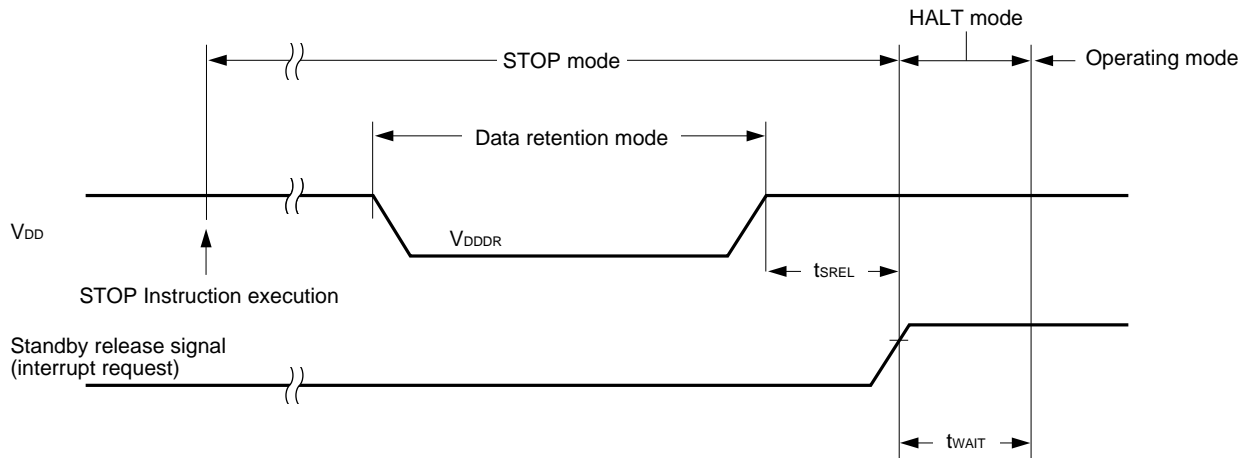 HALT mode
STOP mode
Operating mode
Data retention mode
VDD
VDDDR
tSREL
STOP Instruction execution
Standby release signal
(interrupt request)
tWAIT